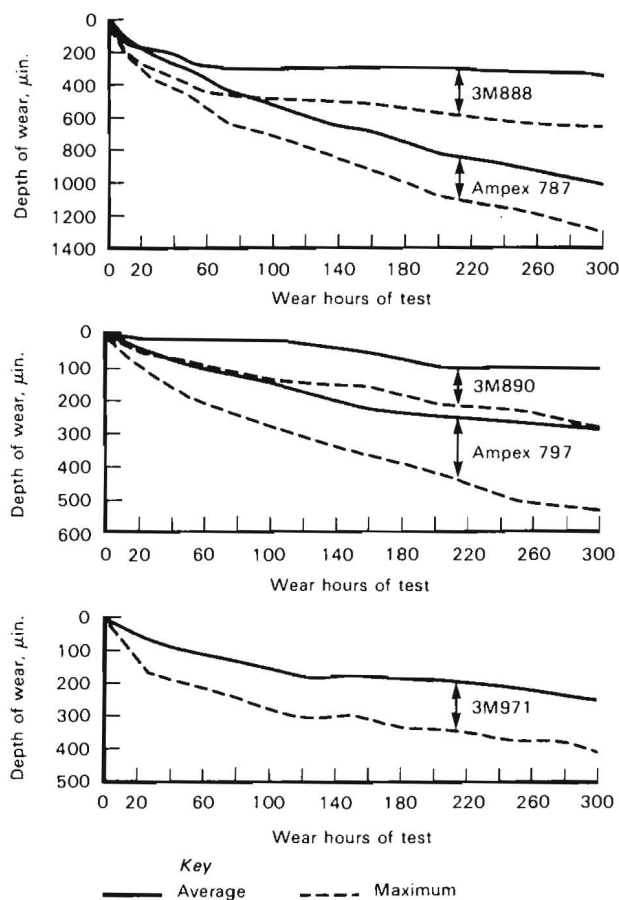 0
200
400
600
800
1000
1200
1400
Depth of wear, μin.
3M888
Ampex 787
0 20 60 100 140 180 220 260 300
Wear hours of test
0
100
200
300
400
500
600
Depth of wear, μin.
3M890
Ampex 797
0 20 60 100 140 180 220 260 300
Wear hours of test
0
100
200
300
400
500
Depth of wear, μin.
3M971
0 20 60 100 140 180 220 260 300
Wear hours of test
Key
Average Maximum